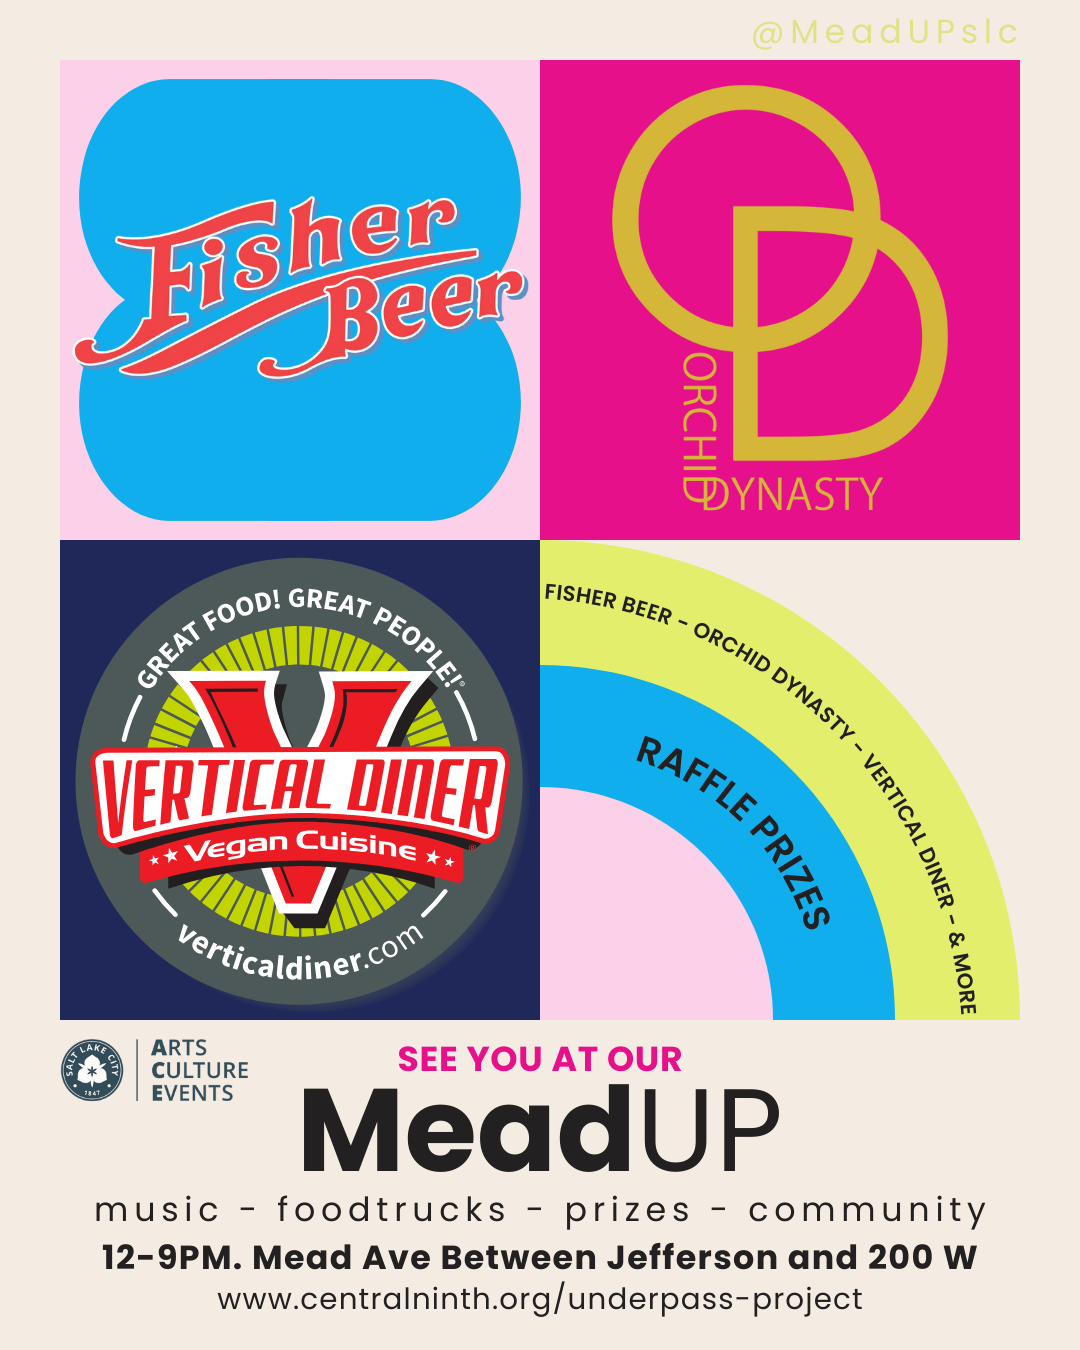 @MeadUPslc
Fisher
Beer
ORCHID
DYNASTY
GREAT FOOD! GREAT PEOPLE!®
VERTICAL DINER
Vegan Cuisine ®
verticaldiner.com
FISHER BEER - ORCHID DYNASTY - VERTICAL DINER - & MORE
RAFFLE PRIZES
SALT LAKE CITY
1847
ARTS
CULTURE
EVENTS
SEE YOU AT OUR
MeadUP
music - foodtrucks - prizes - community
12-9PM. Mead Ave Between Jefferson and 200 W
www.centralninth.org/underpass-project